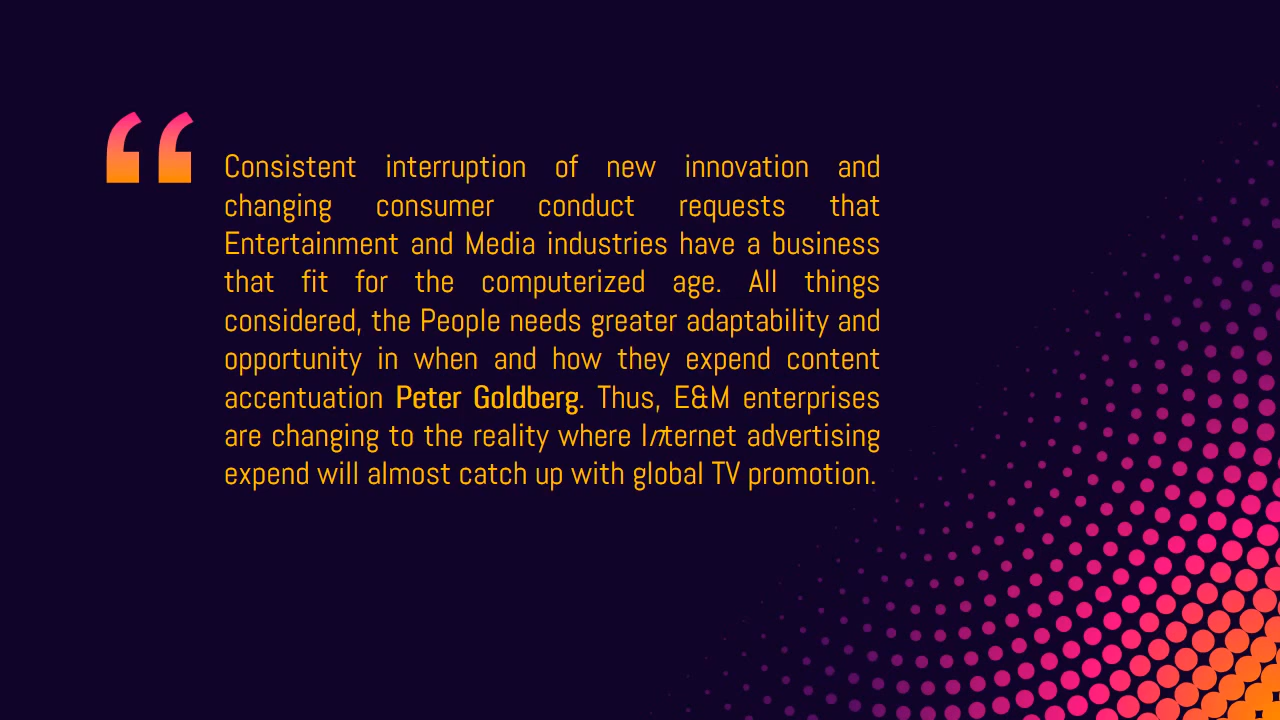 “
Consistent interruption of new innovation and
changing consumer conduct requests that
Entertainment and Media industries have a business
that fit for the computerized age. All things
considered, the People needs greater adaptability and
opportunity in when and how they expend content
accentuation Peter Goldberg. Thus, E&M enterprises
are changing to the reality where Internet advertising
expend will almost catch up with global TV promotion.